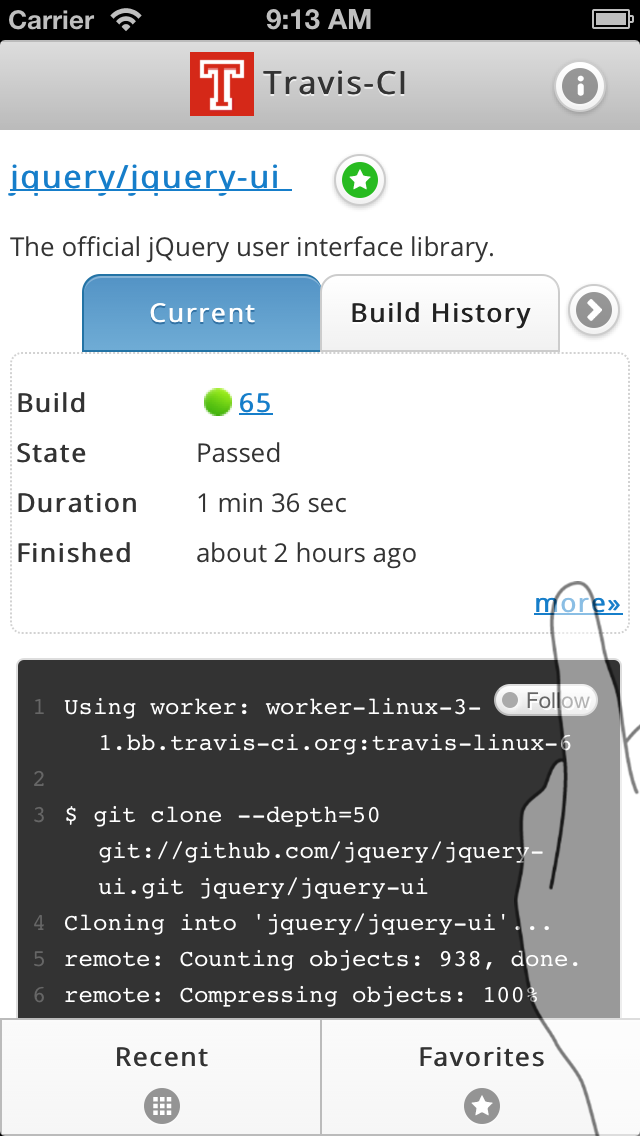 Carrier 9:13 AM
T Travis-CI
jquery/jquery-ui
The official jQuery user interface library.
Current Build History
Build 65
State Passed
Duration 1 min 36 sec
Finished about 2 hours ago
more»
Follow
1 Using worker: worker-linux-3-
1.bb.travis-ci.org:travis-linux-6
2
3 $ git clone --depth=50
git://github.com/jquery/jquery-
ui.git jquery/jquery-ui
4 Cloning into 'jquery/jquery-ui'...
5 remote: Counting objects: 938, done.
6 remote: Compressing objects: 100%
Recent Favorites